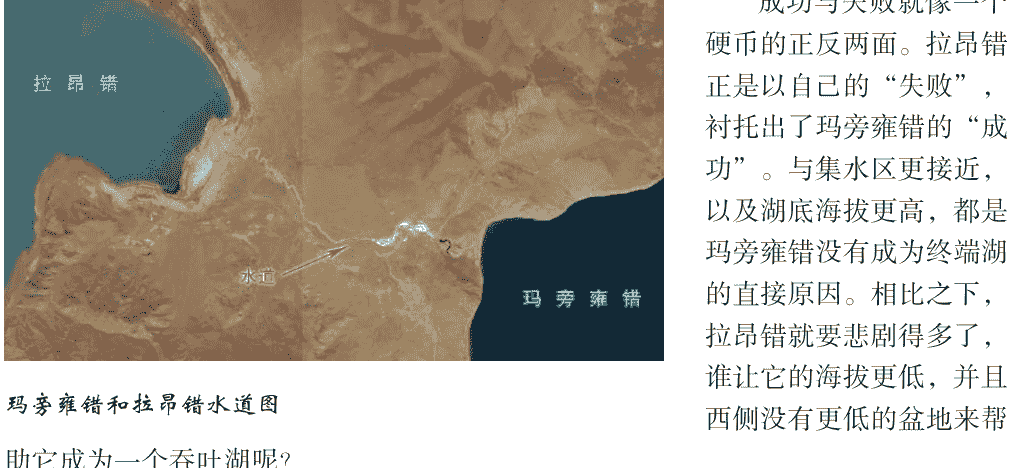 拉昂错
水道
玛旁雍错
玛旁雍错和拉昂错水道图
成功与失败就像一个
硬币的正反两面。拉昂错
正是以自己的“失败”，
衬托出了玛旁雍错的“成
功”。与集水区更接近，
以及湖底海拔更高，都是
玛旁雍错没有成为终端湖
的直接原因。相比之下，
拉昂错就要悲剧得多了，
谁让它的海拔更低，并且
西侧没有更低的盆地来帮
助它成为一个吞吐湖呢？